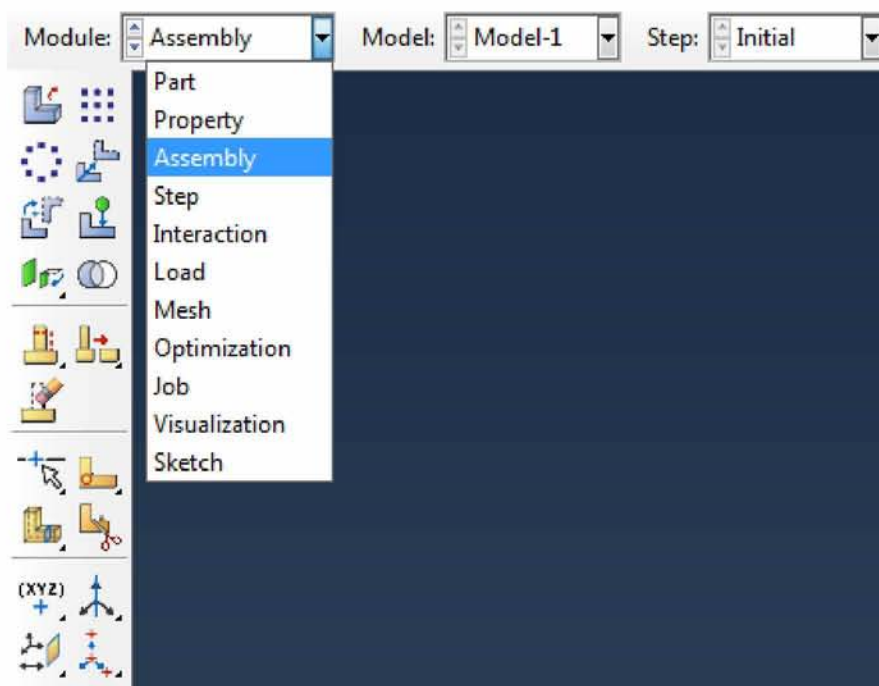 Module: Assembly Model: Model-1 Step: Initial
Part
Property
Assembly
Step
Interaction
Load
Mesh
Optimization
Job
Visualization
Sketch
(XYZ)